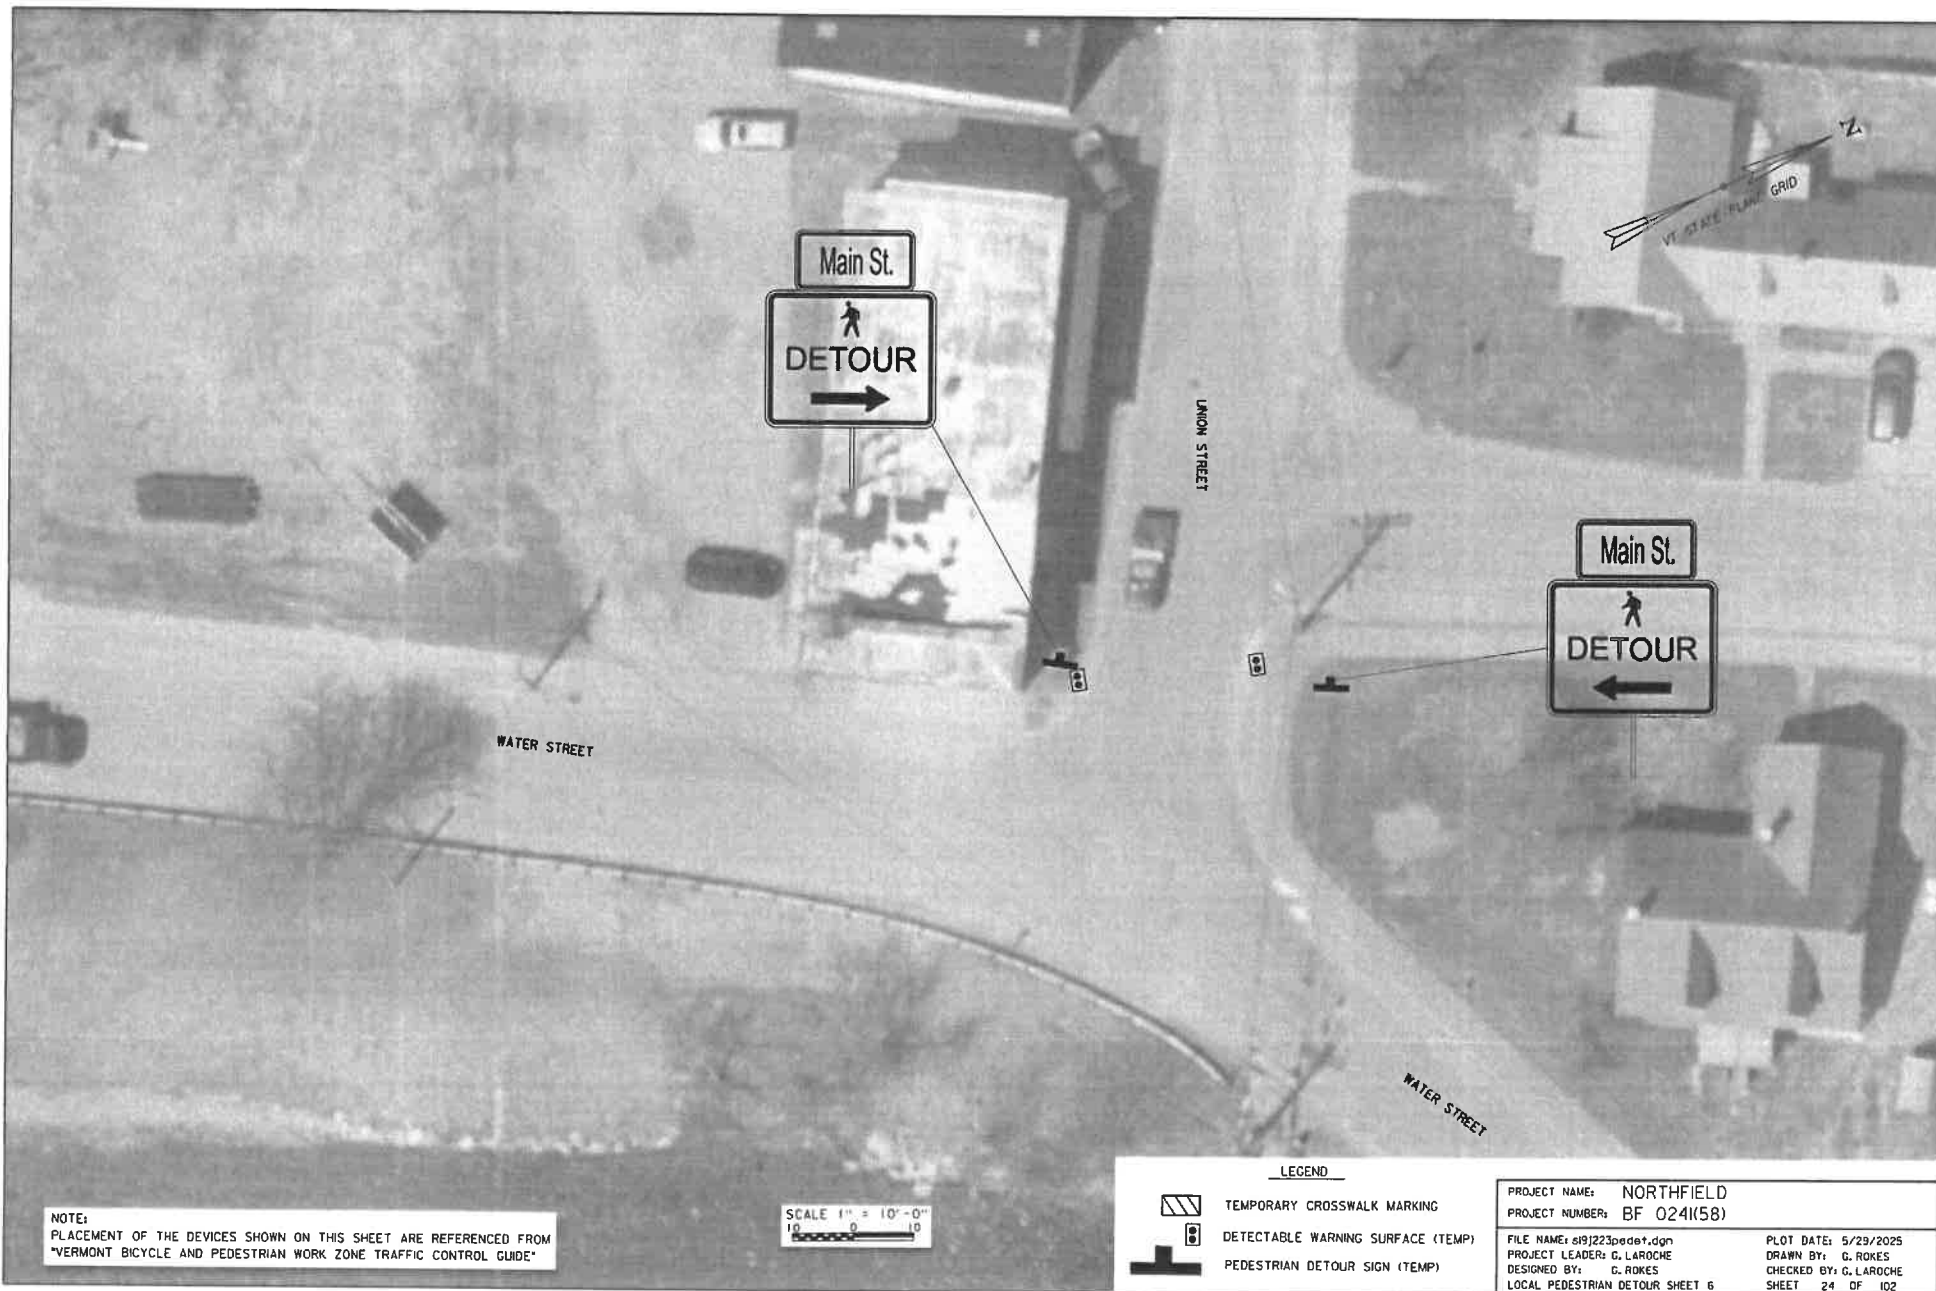 Main St.
DETOUR
UNION STREET
N
VT STATE PLANE GRID
Main St.
DETOUR
WATER STREET
WATER STREET
NOTE:
PLACEMENT OF THE DEVICES SHOWN ON THIS SHEET ARE REFERENCED FROM
"VERMONT BICYCLE AND PEDESTRIAN WORK ZONE TRAFFIC CONTROL GUIDE"
SCALE 1" = 10'-0"
10 0 10
LEGEND
TEMPORARY CROSSWALK MARKING
DETECTABLE WARNING SURFACE (TEMP)
PEDESTRIAN DETOUR SIGN (TEMP)
PROJECT NAME: NORTHFIELD
PROJECT NUMBER: BF 0241(58)
FILE NAME: s19j223pedet.dgn PLOT DATE: 5/29/2025
PROJECT LEADER: G. LAROCHE DRAWN BY: G. ROKES
DESIGNED BY: G. ROKES CHECKED BY: G. LAROCHE
LOCAL PEDESTRIAN DETOUR SHEET 6 SHEET 24 OF 102